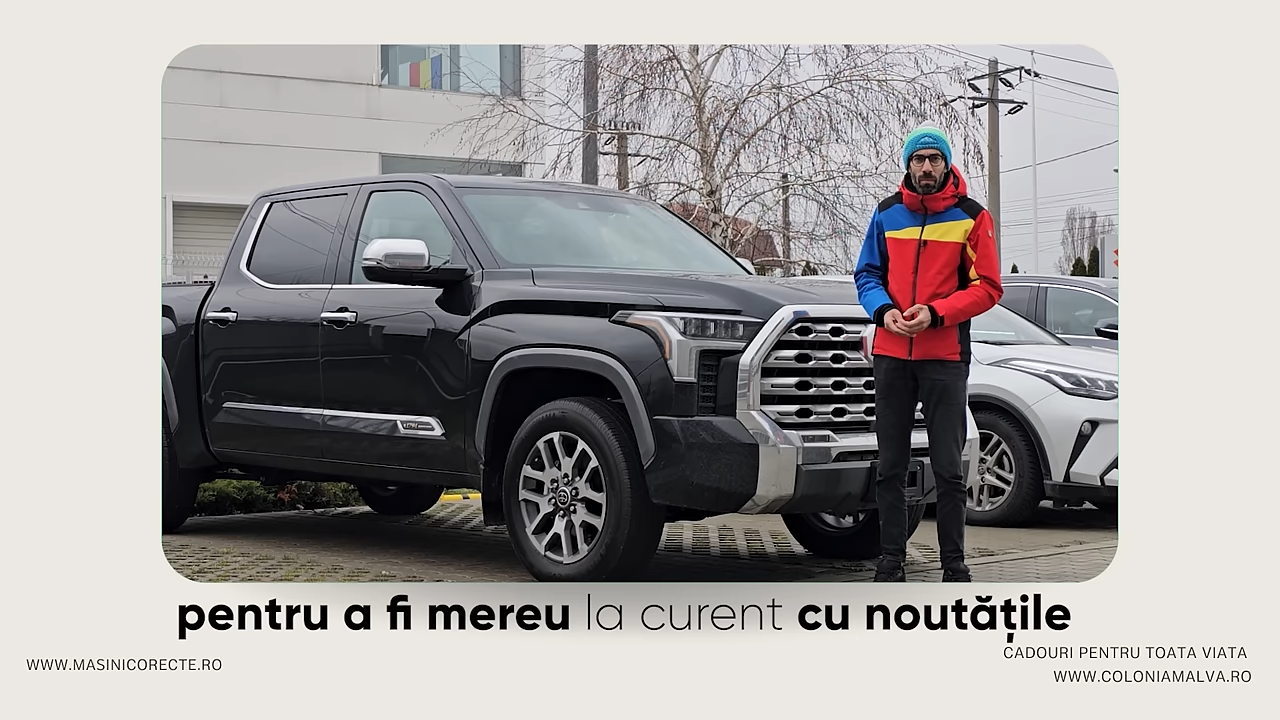 pentru a fi mereu la curent cu noutățile
WWW.MASINICORECTE.RO
CADOURI PENTRU TOATA VIATA
WWW.COLONIAMALVA.RO